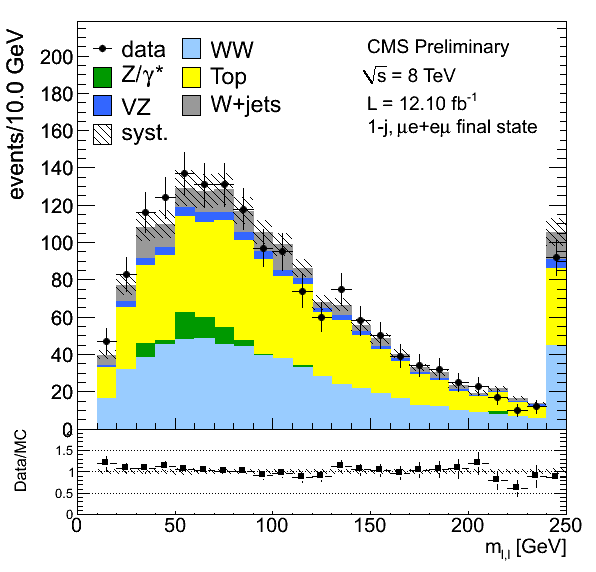 events/10.0 GeV
200
180
160
140
120
100
80
60
40
20
0
data
Z/γ*
VZ
syst.
WW
Top
W+jets
CMS Preliminary
√s = 8 TeV
L = 12.10 fb⁻¹
1-j, μe+eμ final state
Data/MC
1.5
1
0.5
0
0 50 100 150 200 250
m_l,l [GeV]